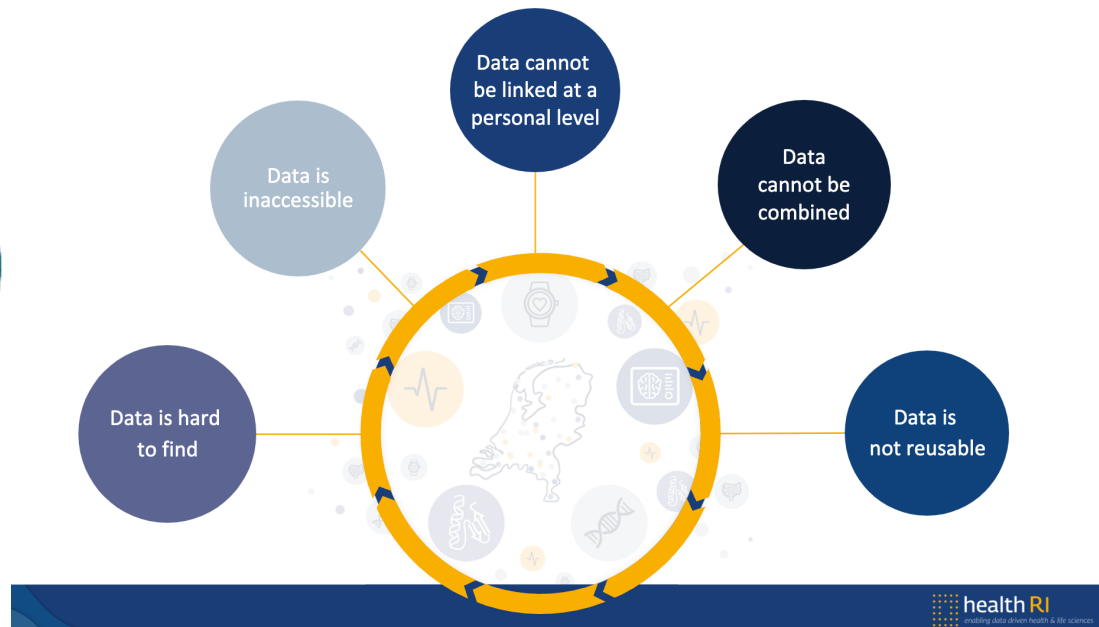 Data cannot
be linked at a
personal level
Data is
inaccessible
Data
cannot be
combined
Data is hard
to find
Data is
not reusable
health RI
enabling data driven health & life sciences